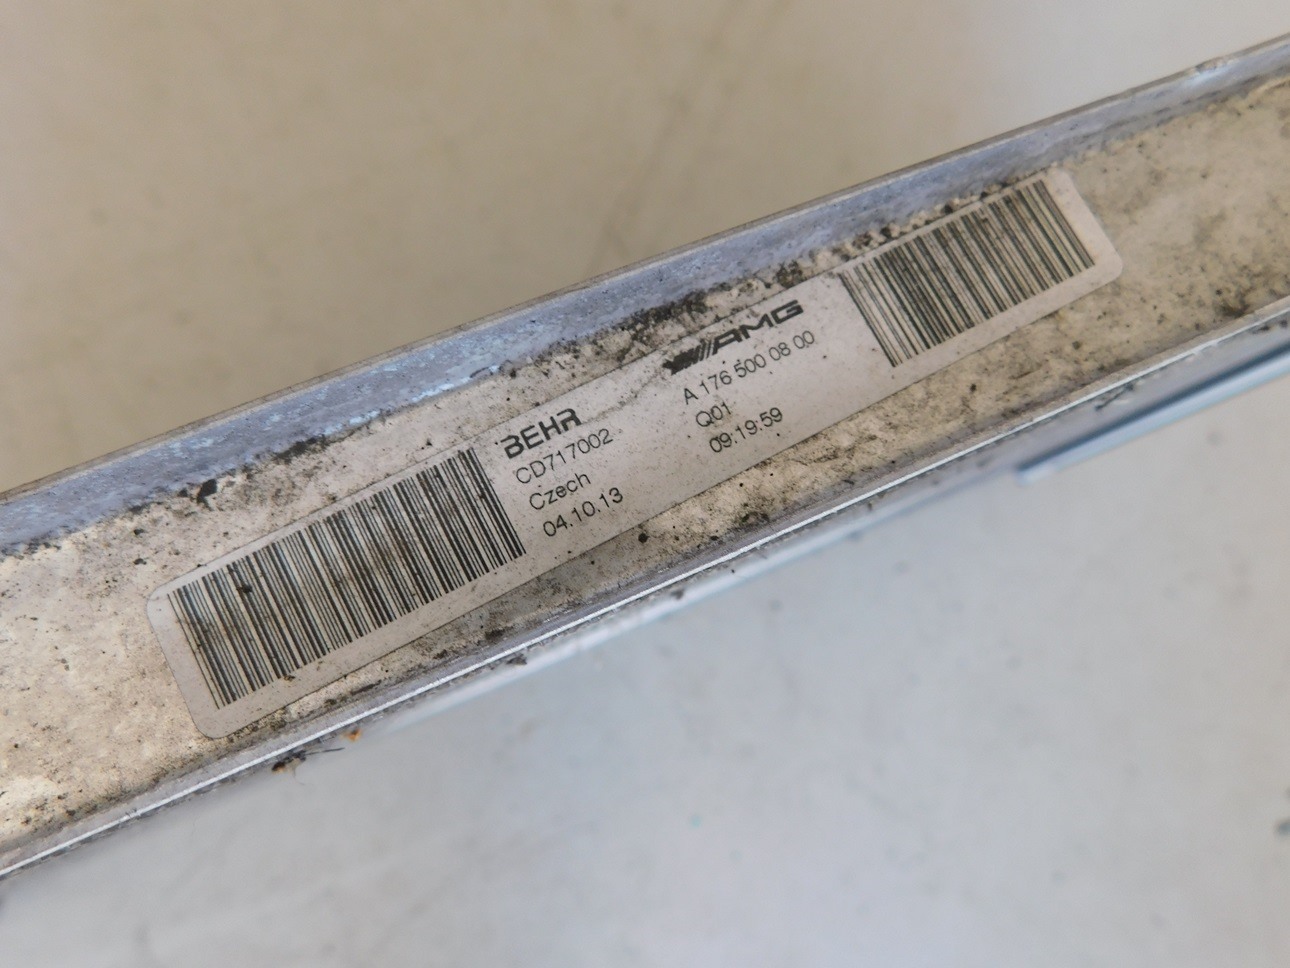 BEHR
CD717002
Czech
04.10.13
AMG
A 176 500 08 00
Q01
09:19:59